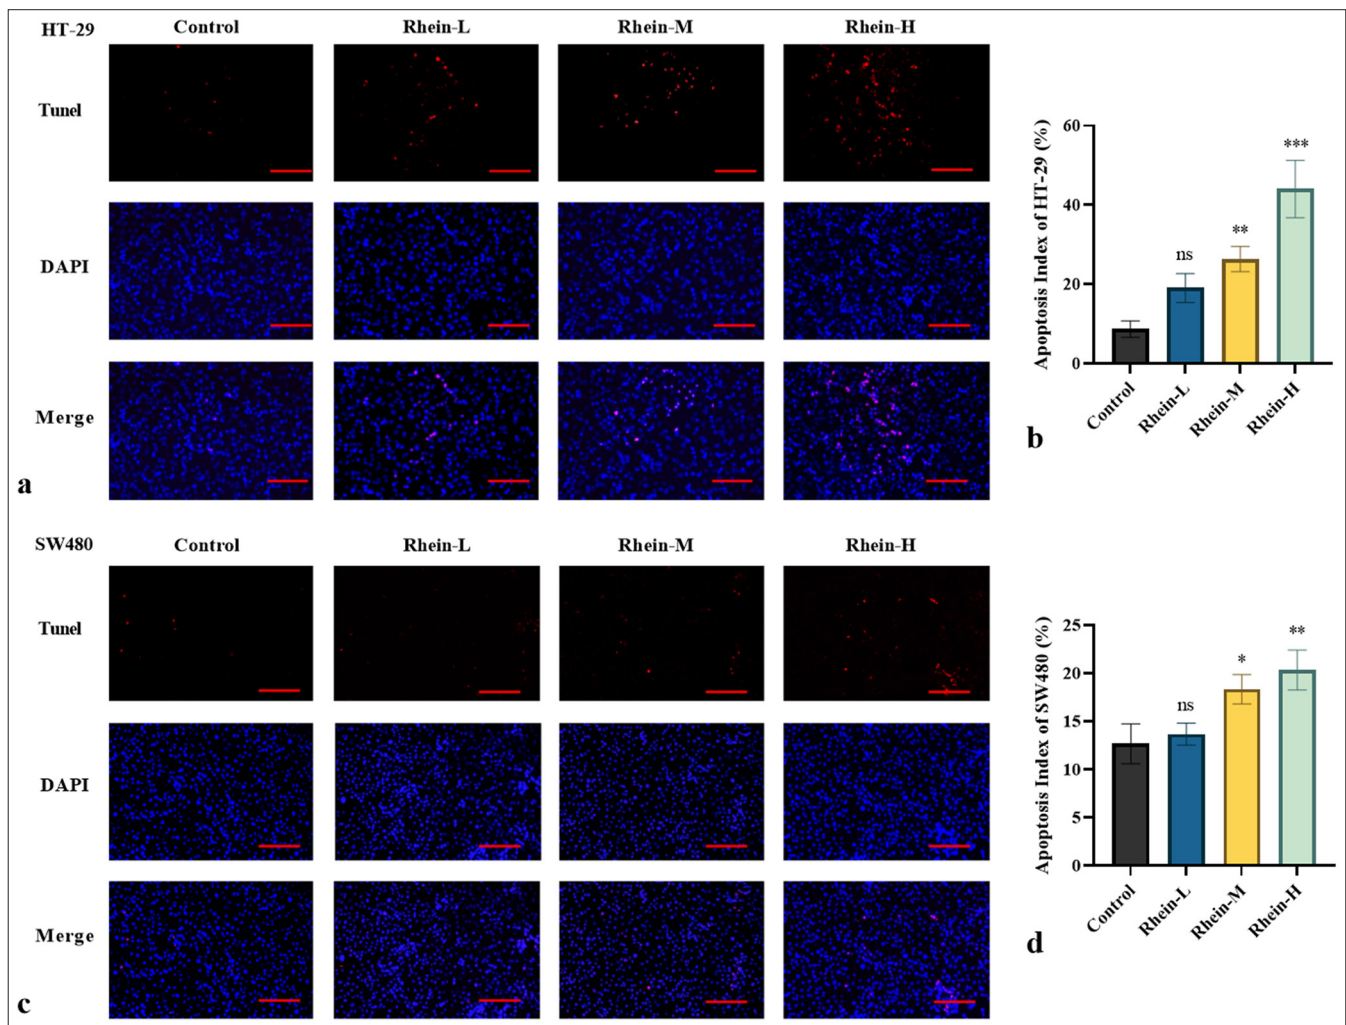 HT-29 Control Rhein-L Rhein-M Rhein-H
Tunel
DAPI
Merge
a
Apoptosis Index of HT-29 (%)
60
40
20
0
ns
**
***
Control
Rhein-L
Rhein-M
Rhein-H
b
SW480 Control Rhein-L Rhein-M Rhein-H
Tunel
DAPI
Merge
c
Apoptosis Index of SW480 (%)
25
20
15
10
5
0
ns
*
**
Control
Rhein-L
Rhein-M
Rhein-H
d